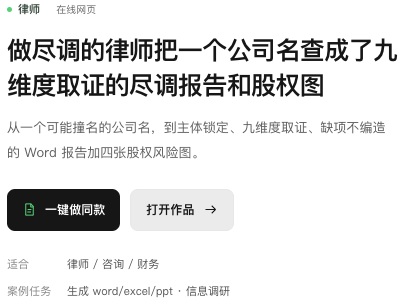 律师 在线网页
做尽调的律师把一个公司名查成了九
维度取证的尽调报告和股权图
从一个可能撞名的公司名，到主体锁定、九维度取证、缺项不编造
的 Word 报告加四张股权风险图。
一键做同款 打开作品 →
适合 律师 / 咨询 / 财务
案例任务 生成 word/excel/ppt · 信息调研